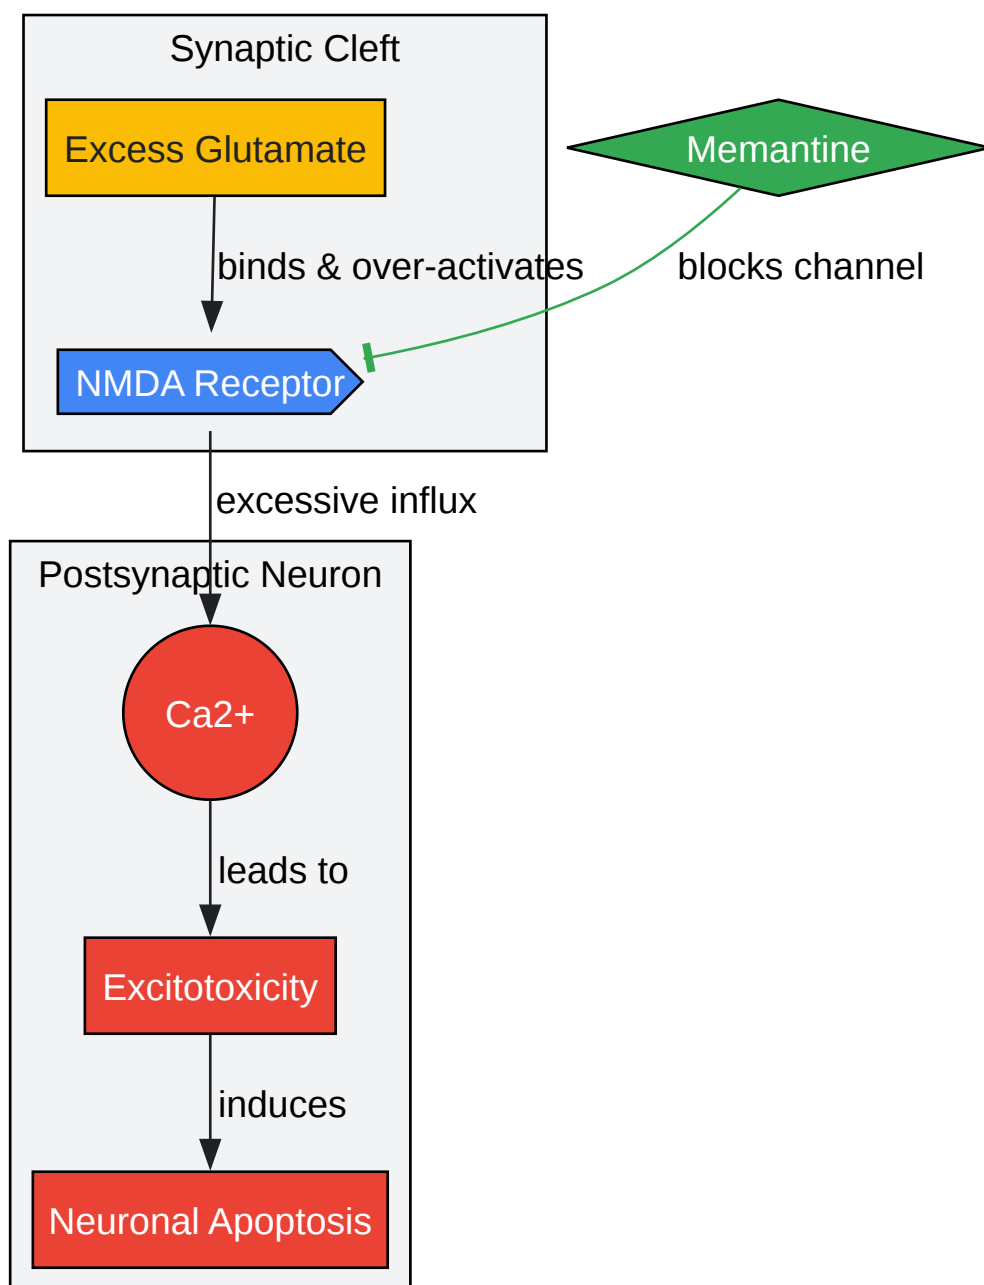 Synaptic Cleft
Excess Glutamate
Memantine
binds & over-activates
blocks channel
NMDA Receptor
excessive influx
Postsynaptic Neuron
Ca2+
leads to
Excitotoxicity
induces
Neuronal Apoptosis